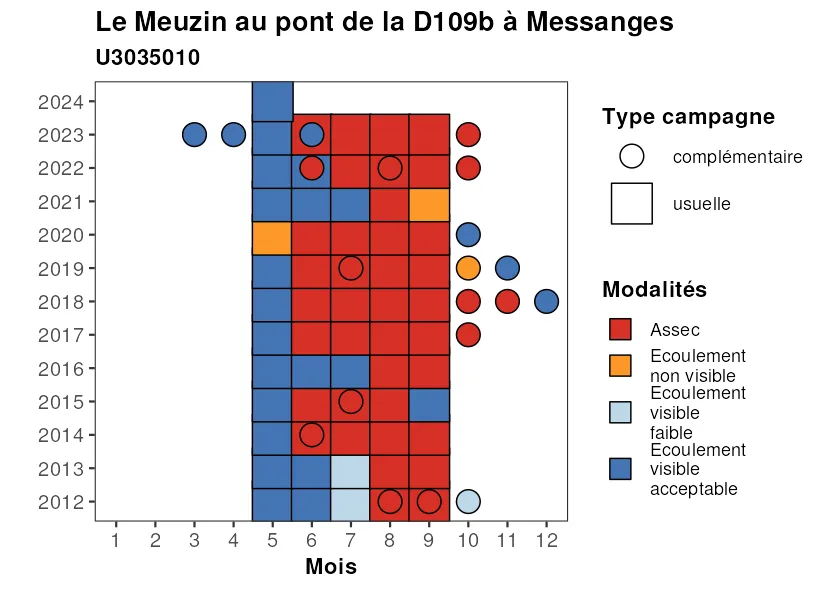 Le Meuzin au pont de la D109b à Messanges
U3035010
2024
2023
2022
2021
2020
2019
2018
2017
2016
2015
2014
2013
2012
1 2 3 4 5 6 7 8 9 10 11 12
Mois
Type campagne
complémentaire
usuelle
Modalités
Assec
Ecoulement
non visible
Ecoulement
visible
faible
Ecoulement
visible
acceptable